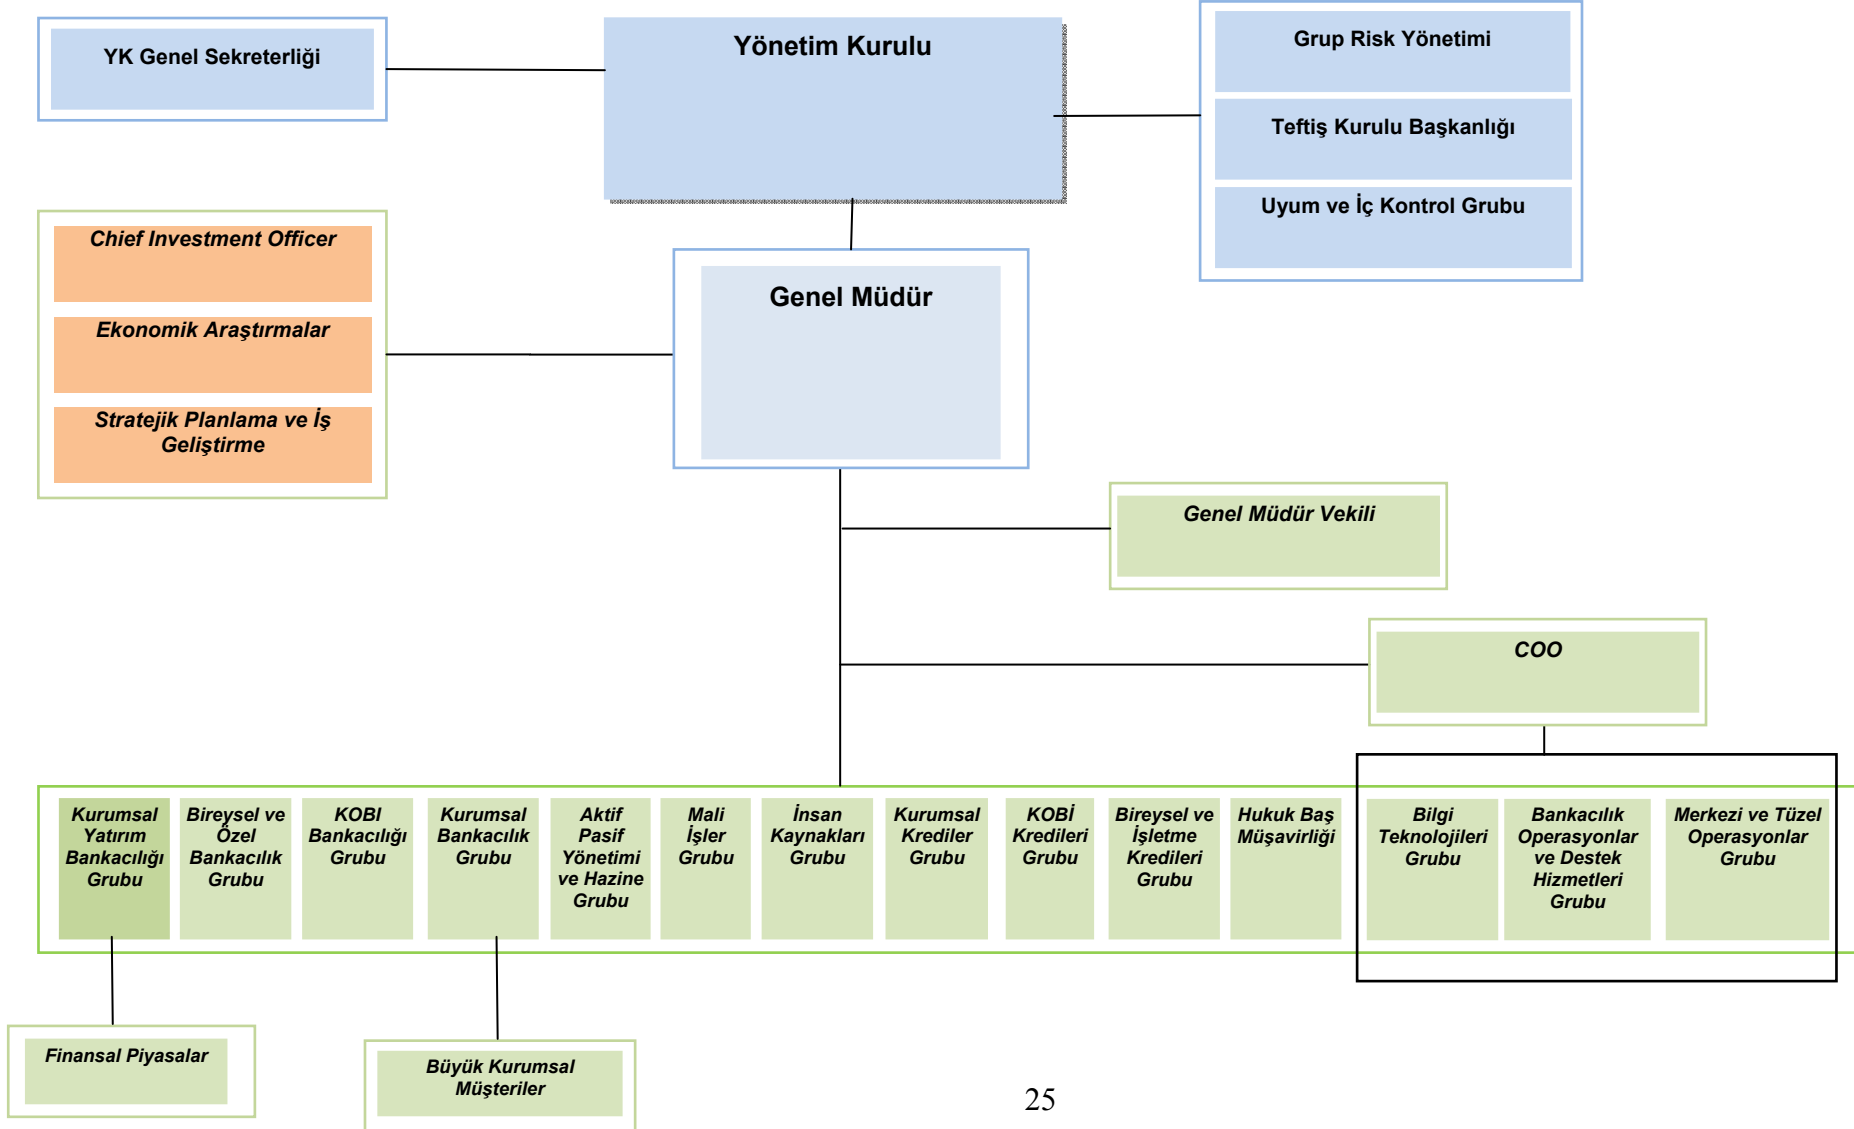 YK Genel Sekreterliği
Yönetim Kurulu
Grup Risk Yönetimi
Teftiş Kurulu Başkanlığı
Uyum ve İç Kontrol Grubu
Chief Investment Officer
Ekonomik Araştırmalar
Stratejik Planlama ve İş
Geliştirme
Genel Müdür
Genel Müdür Vekili
COO
Kurumsal
Yatırım
Bankacılığı
Grubu
Bireysel ve
Özel
Bankacılık
Grubu
KOBI
Bankacılığı
Grubu
Kurumsal
Bankacılık
Grubu
Aktif
Pasif
Yönetimi
ve Hazine
Grubu
Mali
İşler
Grubu
İnsan
Kaynakları
Grubu
Kurumsal
Krediler
Grubu
KOBİ
Kredileri
Grubu
Bireysel ve
İşletme
Kredileri
Grubu
Hukuk Baş
Müşavirliği
Bilgi
Teknolojileri
Grubu
Bankacılık
Operasyonlar
ve Destek
Hizmetleri
Grubu
Merkezi ve Tüzel
Operasyonlar
Grubu
Finansal Piyasalar
Büyük Kurumsal
Müşteriler
25